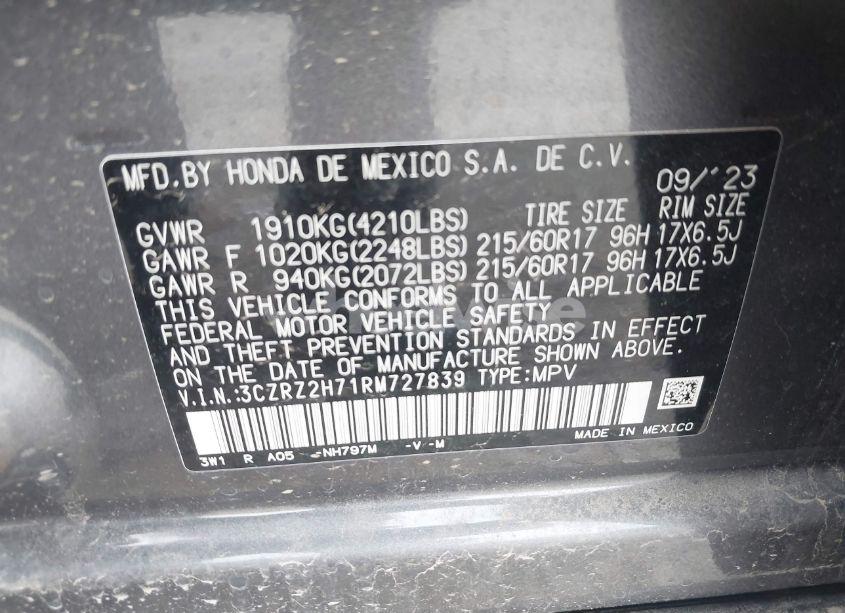 MFD. BY HONDA DE MEXICO S.A. DE C.V. 09/'23
GVWR 1910KG(4210LBS) TIRE SIZE RIM SIZE
GAWR F 1020KG(2248LBS) 215/60R17 96H 17X6.5J
GAWR R 940KG(2072LBS) 215/60R17 96H 17X6.5J
THIS VEHICLE CONFORMS TO ALL APPLICABLE
FEDERAL MOTOR VEHICLE SAFETY
AND THEFT PREVENTION STANDARDS IN EFFECT
ON THE DATE OF MANUFACTURE SHOWN ABOVE.
V.I.N.:3CZRZ2H71RM727839 TYPE:MPV
MADE IN MEXICO
3W1 R A05 -NH797M -V -M